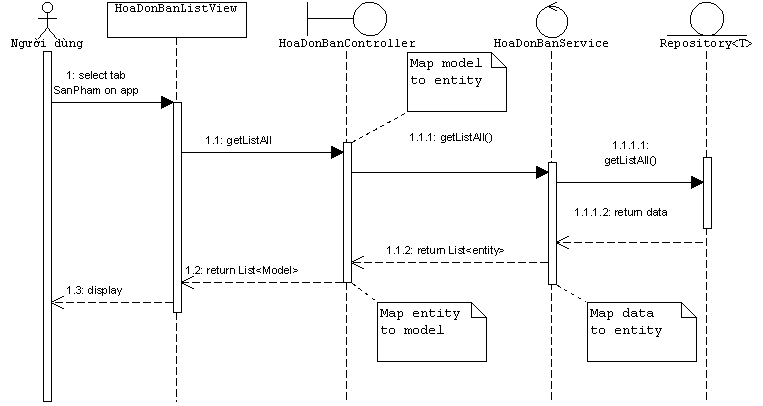 HoaDonBanListView
Người dùng
HoaDonBanController
HoaDonBanService
Repository<T>
Map model
to entity
1: select tab
SanPham on app
1.1: getListAll
1.1.1: getListAll()
1.1.1.1:
getListAll()
1.1.1.2: return data
1.1.2: return List<entity>
1.2: return List<Model>
1.3: display
Map entity
to model
Map data
to entity